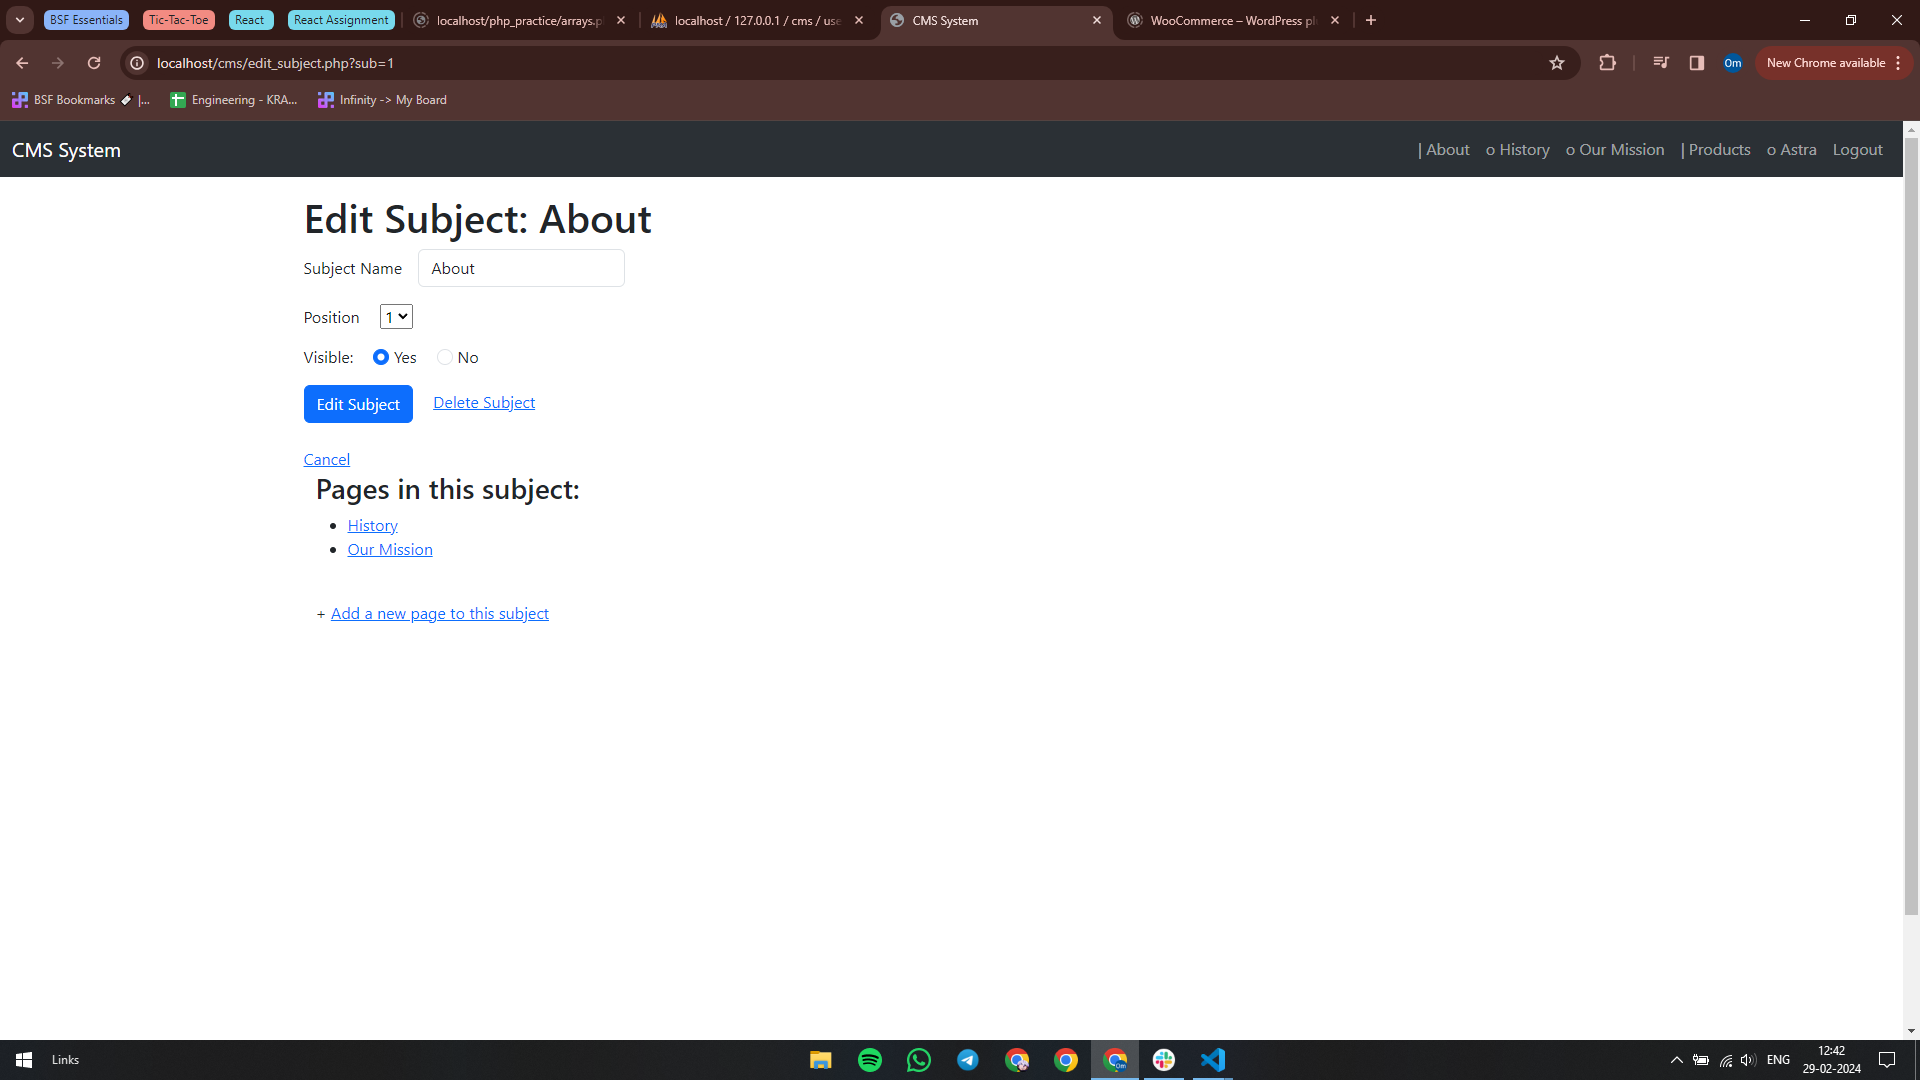 BSF Essentials Tic-Tac-Toe React React Assignment localhost/php_practice/arrays.p localhost / 127.0.0.1 / cms / use CMS System WooCommerce – WordPress pl
localhost/cms/edit_subject.php?sub=1 Om New Chrome available
BSF Bookmarks |... Engineering - KRA... Infinity -> My Board
CMS System | About o History o Our Mission | Products o Astra Logout
Edit Subject: About
Subject Name About
Position 1
Visible: Yes No
Edit Subject Delete Subject
Cancel
Pages in this subject:
• History
• Our Mission
+ Add a new page to this subject
Links ENG 12:42
29-02-2024